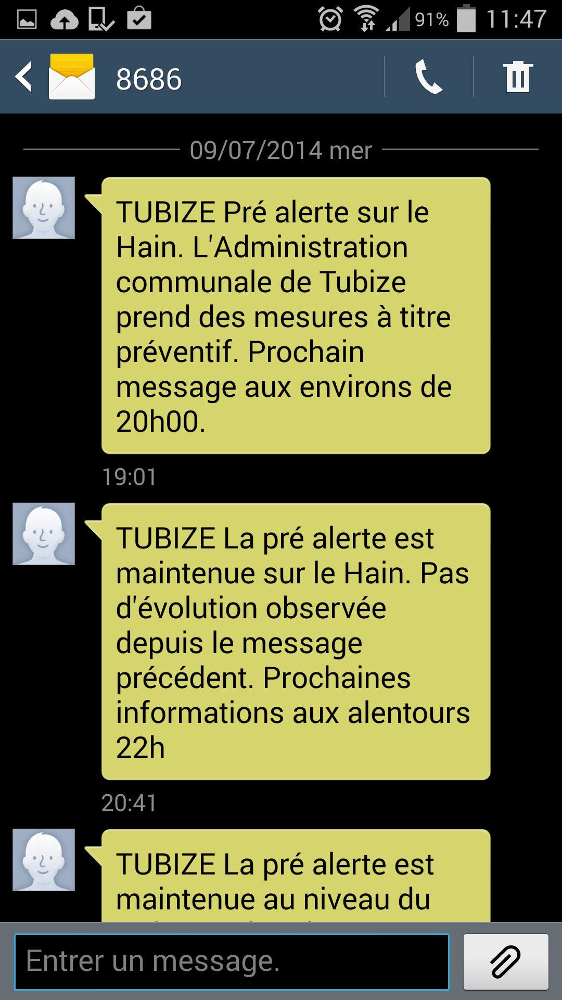 91% 11:47
8686
09/07/2014 mer
TUBIZE Pré alerte sur le
Hain. L'Administration
communale de Tubize
prend des mesures à titre
préventif. Prochain
message aux environs de
20h00.
19:01
TUBIZE La pré alerte est
maintenue sur le Hain. Pas
d'évolution observée
depuis le message
précédent. Prochaines
informations aux alentours
22h
20:41
TUBIZE La pré alerte est
maintenue au niveau du
Entrer un message.